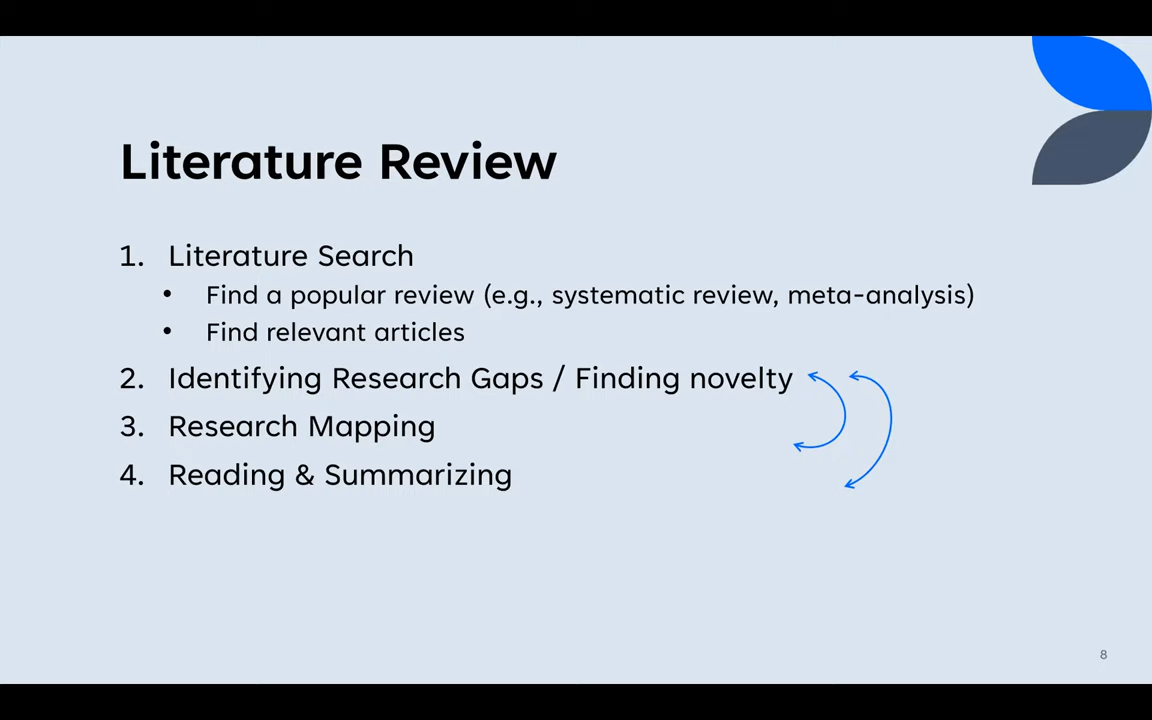 Literature Review
1. Literature Search
• Find a popular review (e.g., systematic review, meta-analysis)
• Find relevant articles
2. Identifying Research Gaps / Finding novelty
3. Research Mapping
4. Reading & Summarizing
8